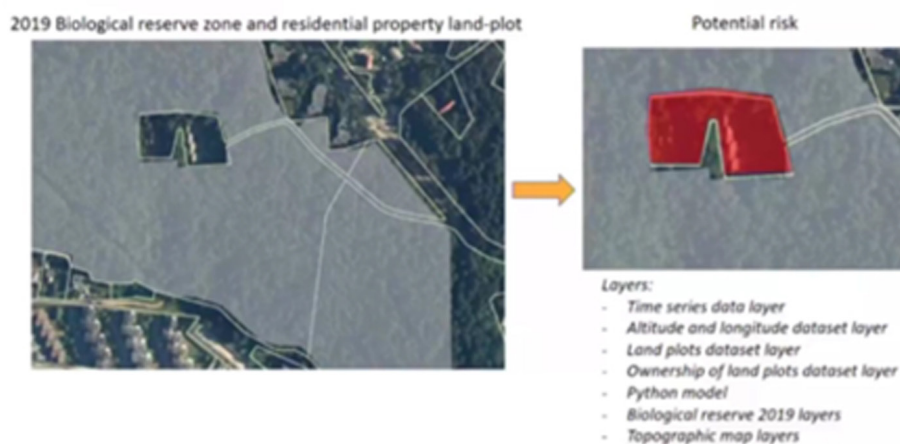 2019 Biological reserve zone and residential property land-plot
Potential risk
Layers:
- Time series data layer
- Altitude and longitude dataset layer
- Land plots dataset layer
- Ownership of land plots dataset layer
- Python model
- Biological reserve 2019 layers
- Topographic map layers